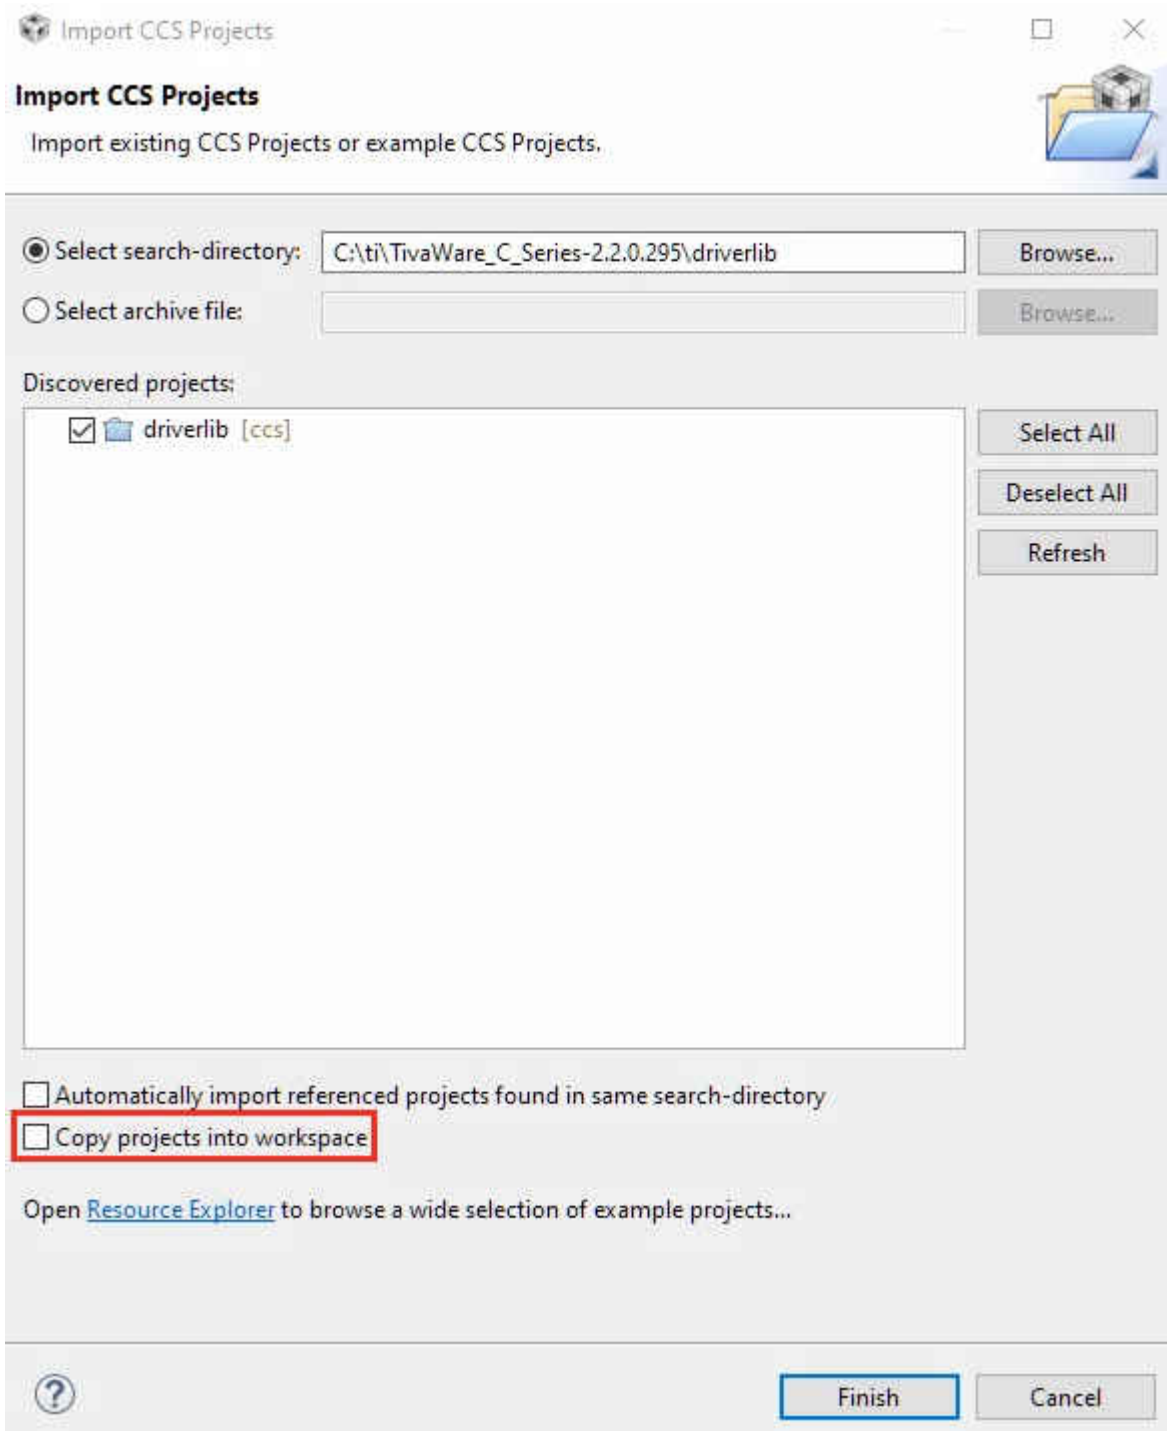 Import CCS Projects
Import CCS Projects
Import existing CCS Projects or example CCS Projects.
Select search-directory: C:\ti\TivaWare_C_Series-2.2.0.295\driverlib Browse...
Select archive file: Browse...
Discovered projects:
driverlib [ccs]
Select All
Deselect All
Refresh
Automatically import referenced projects found in same search-directory
Copy projects into workspace
Open Resource Explorer to browse a wide selection of example projects...
? Finish Cancel